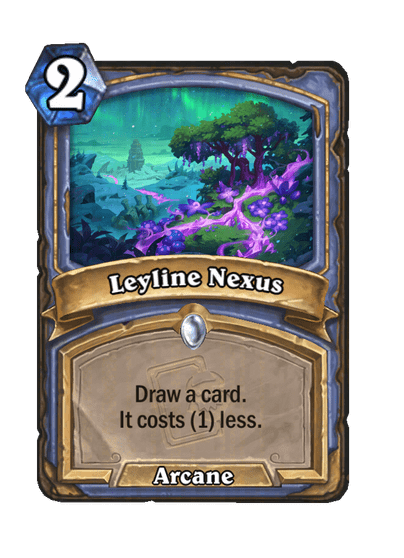 2
Leyline Nexus
Draw a card.
It costs (1) less.
Arcane